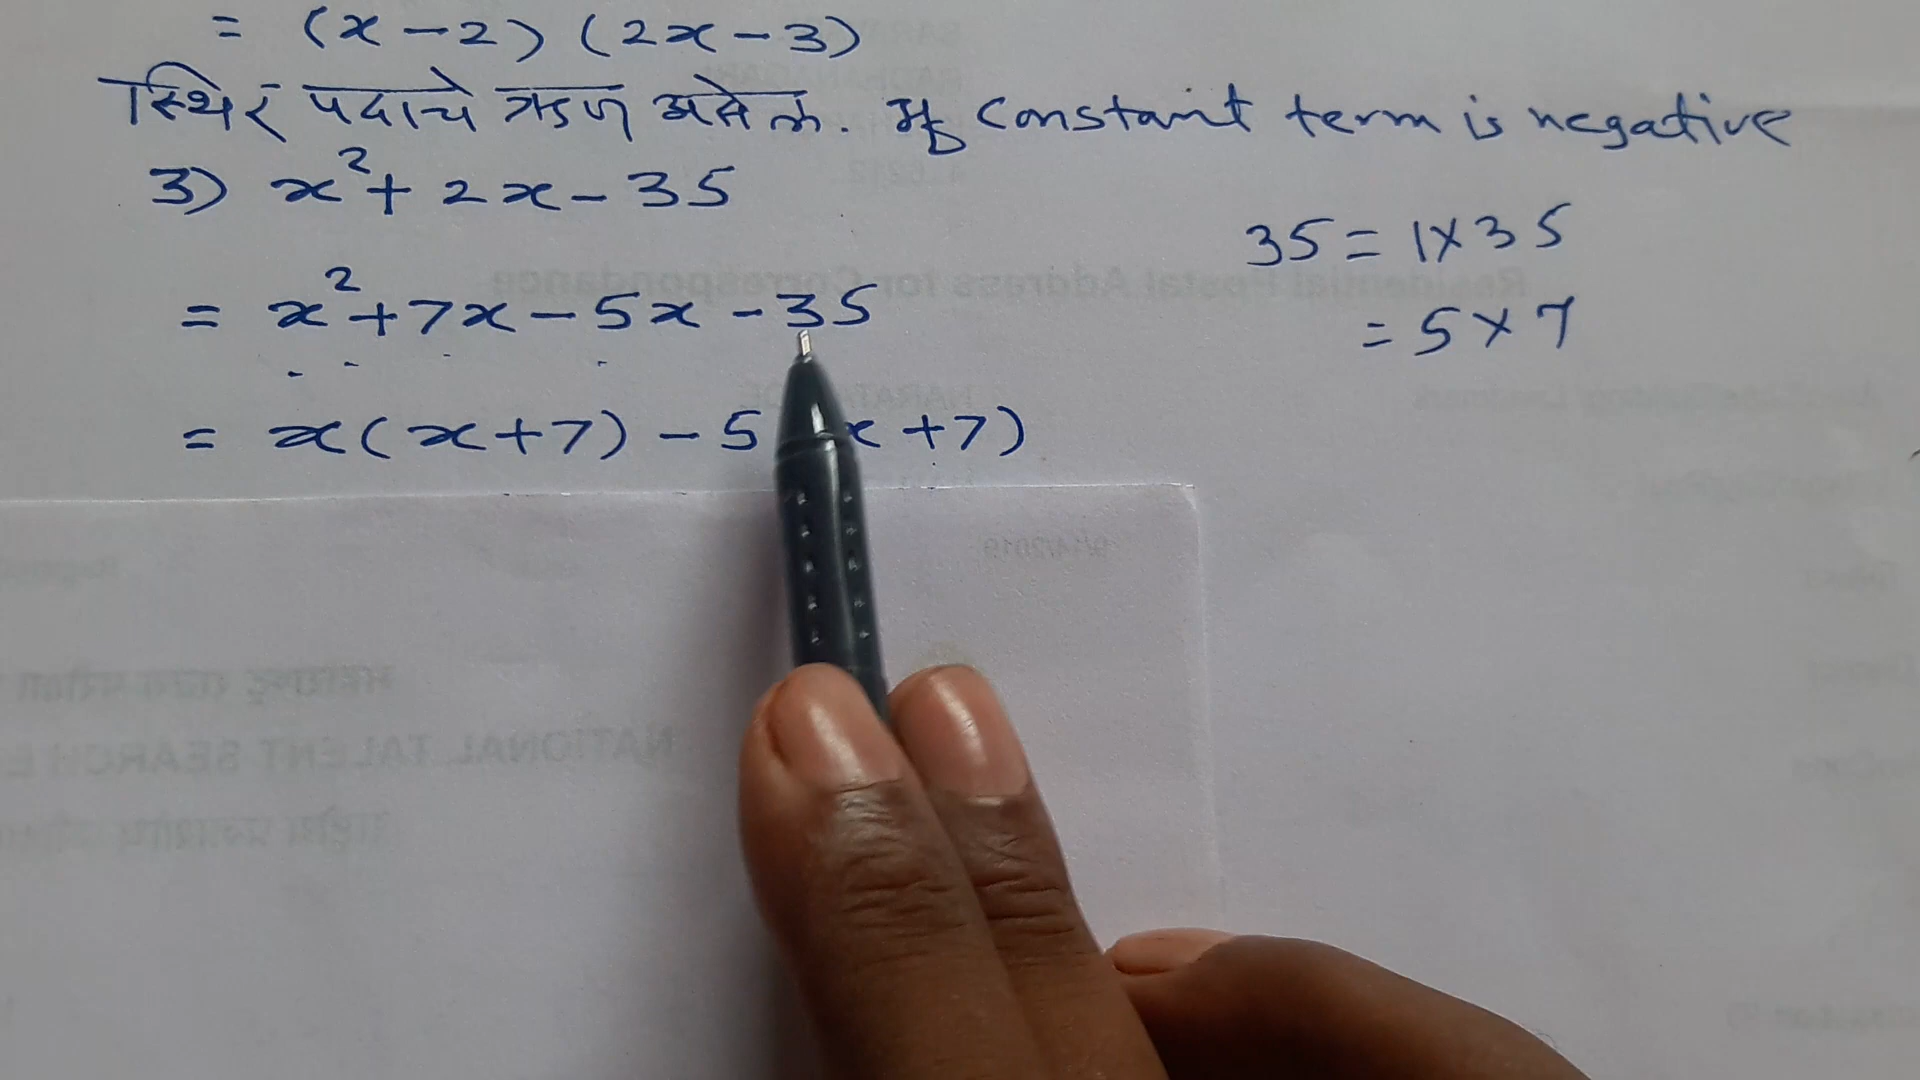 = (x - 2) (2x - 3)
स्थिर पदाचे ऋण असेल. If constant term is negative
3) x² + 2x - 35
35 = 1 × 35
= x² + 7x - 5x - 35
= 5 × 7
= x(x + 7) - 5 x + 7)